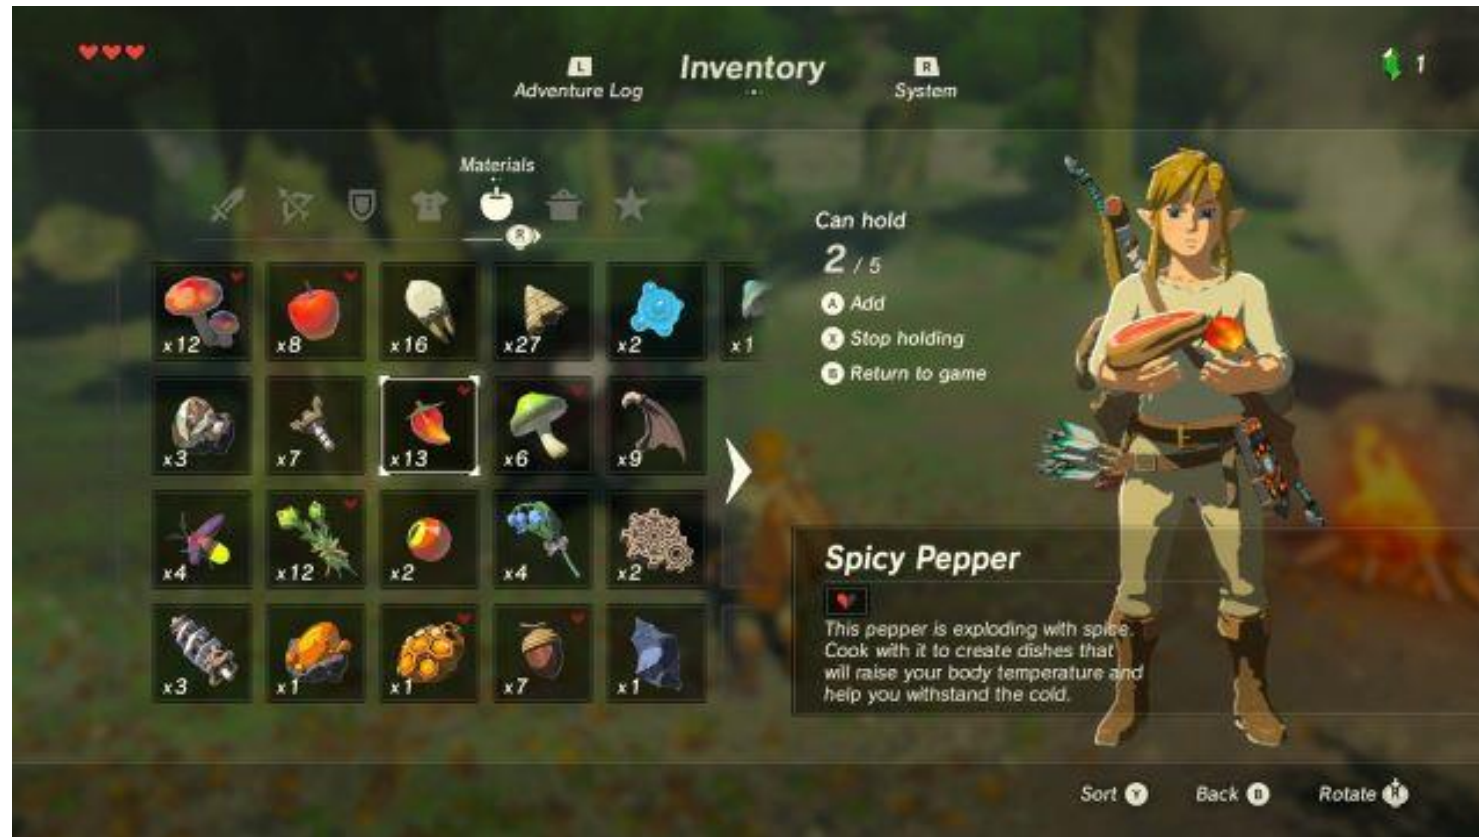 L
Adventure Log
Inventory
R
System
1
Materials
R
Can hold
2 / 5
A Add
X Stop holding
B Return to game
x12
x8
x16
x27
x2
x1
x3
x7
x13
x6
x9
x4
x12
x2
x4
x2
x3
x1
x1
x7
x1
Spicy Pepper
This pepper is exploding with spice.
Cook with it to create dishes that
will raise your body temperature and
help you withstand the cold.
Sort Y
Back B
Rotate R